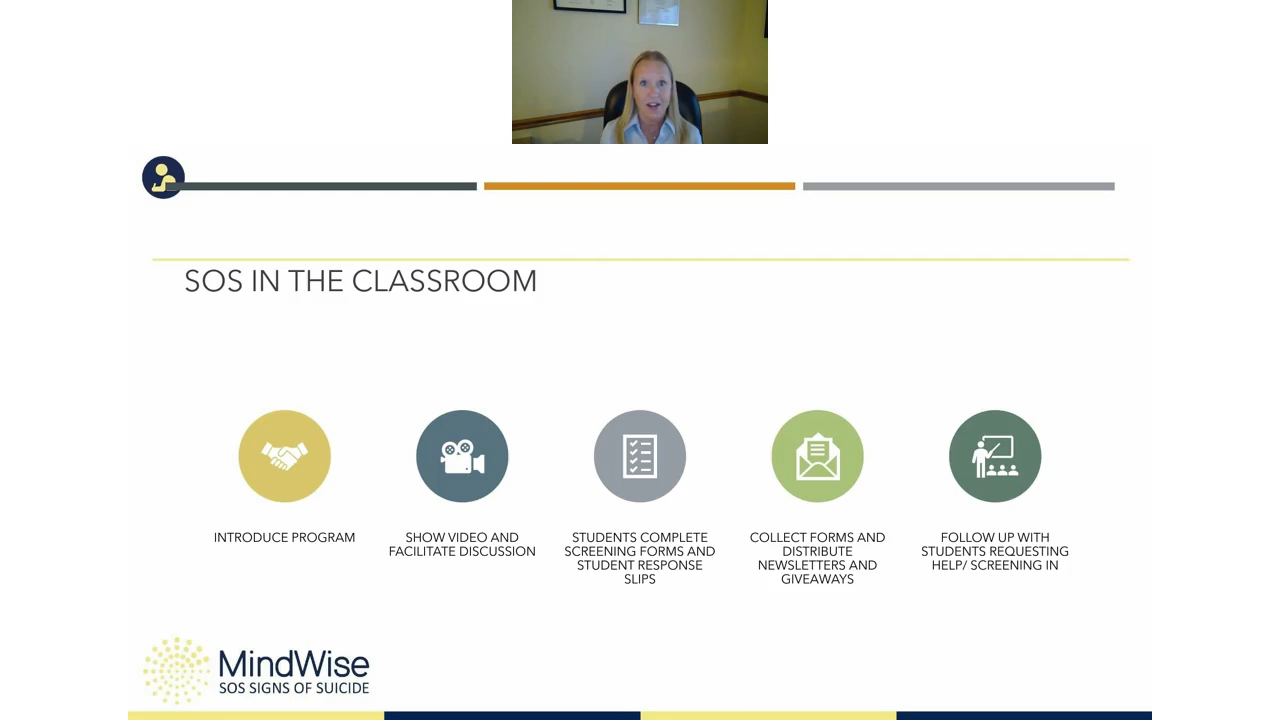 SOS IN THE CLASSROOM
INTRODUCE PROGRAM
SHOW VIDEO AND
FACILITATE DISCUSSION
STUDENTS COMPLETE
SCREENING FORMS AND
STUDENT RESPONSE
SLIPS
COLLECT FORMS AND
DISTRIBUTE
NEWSLETTERS AND
GIVEAWAYS
FOLLOW UP WITH
STUDENTS REQUESTING
HELP/ SCREENING IN
MindWise
SOS SIGNS OF SUICIDE